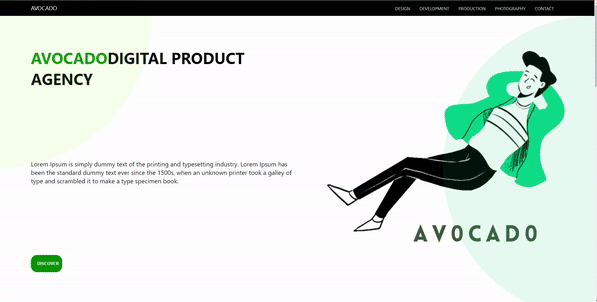 AVOCADO
DESIGN DEVELOPMENT PRODUCTION PHOTOGRAPHY CONTACT
AVOCADODIGITAL PRODUCT
AGENCY
Lorem Ipsum is simply dummy text of the printing and typesetting industry. Lorem Ipsum has
been the standard dummy text ever since the 1500s, when an unknown printer took a galley of
type and scrambled it to make a type specimen book.
AVOCADO
DISCOVER